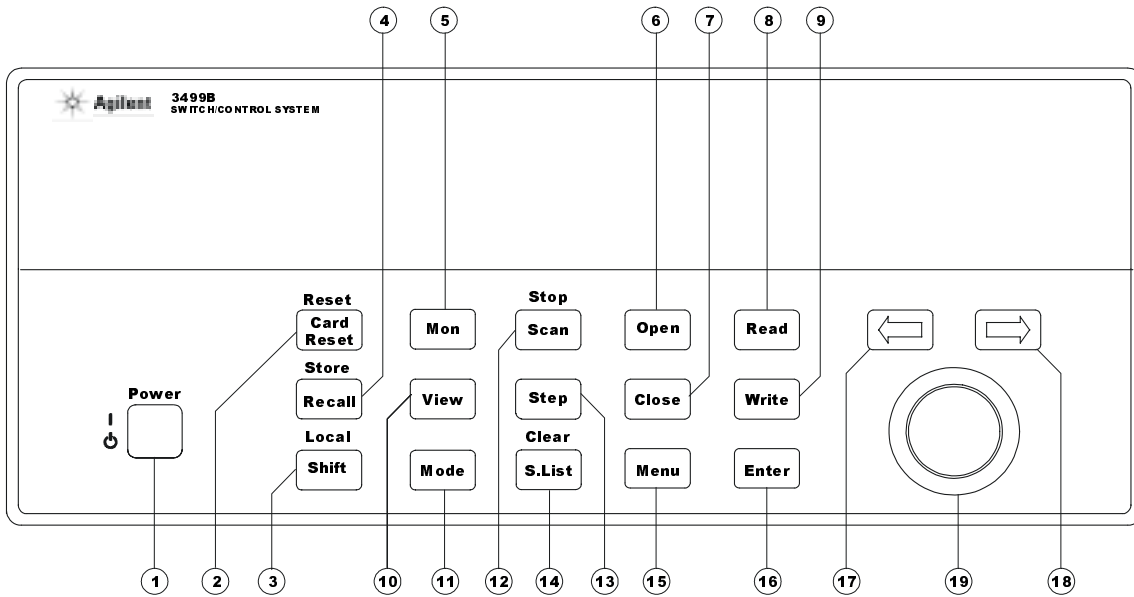 4 5 6 7 8 9
Agilent 3499B
SWITCH/CONTROL SYSTEM
Reset Stop
Card Reset Mon Scan Open Read
Store
Recall View Step Close Write
Power
Local Clear
Shift Mode S.List Menu Enter
1 2 3 10 11 12 14 13 15 16 17 19 18